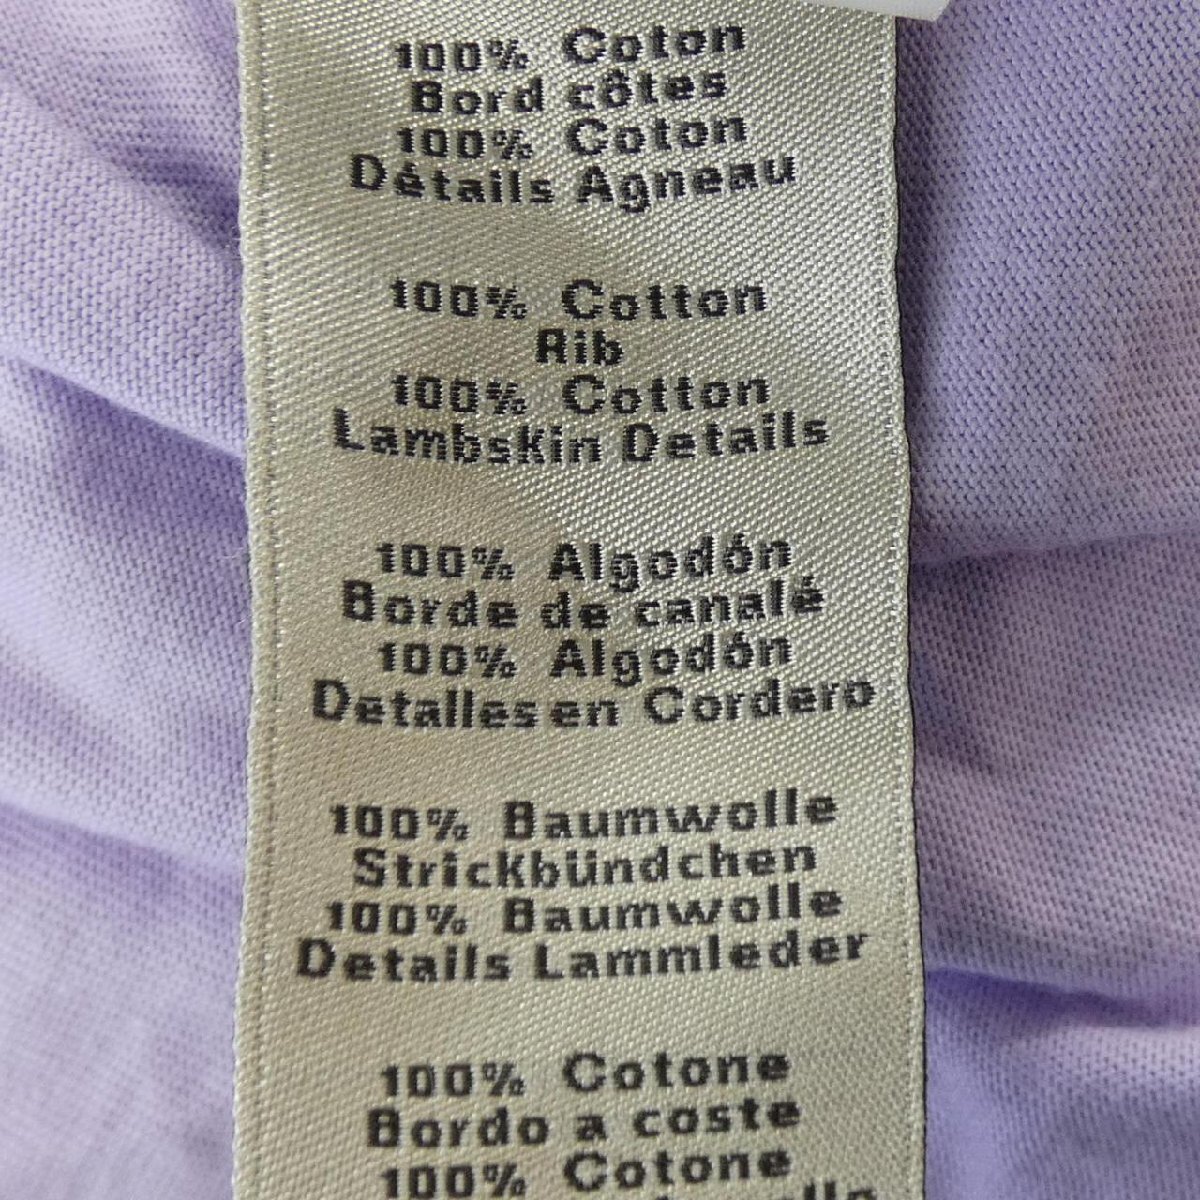 100% Coton
Bord côtes
100% Coton
Détails Agneau
100% Cotton
Rib
100% Cotton
Lambskin Details
100% Algodón
Borde de canalé
100% Algodón
Detalles en Cordero
100% Baumwolle
Strickbündchen
100% Baumwolle
Details Lammleder
100% Cotone
Bordo a coste
100% Cotone